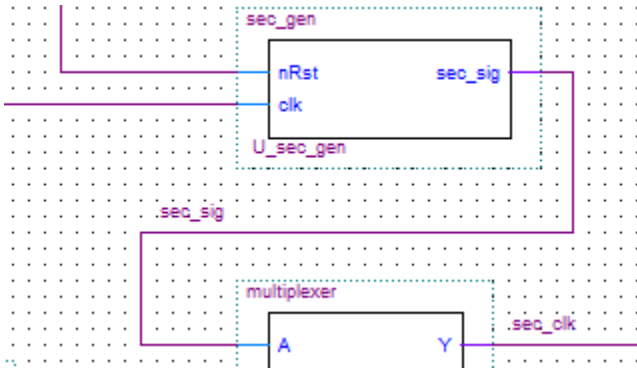 sec_gen
nRst
sec_sig
clk
U_sec_gen
sec_sig
multiplexer
sec_clk
A
Y